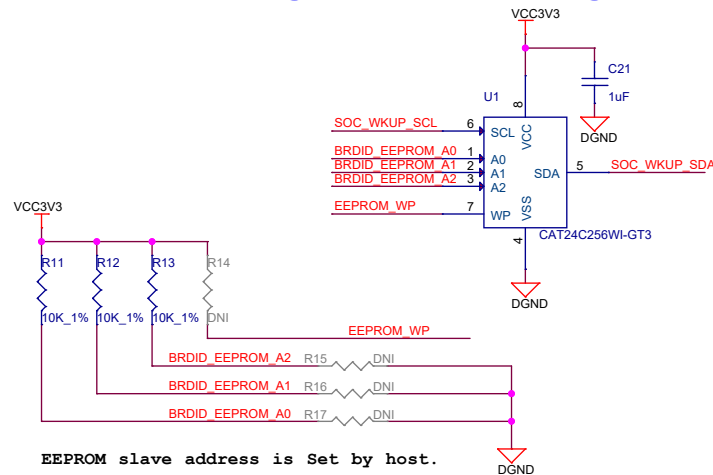 VCC3V3
C21
1uF
DGND
U1
8
VCC
SOC_WKUP_SCL 6 SCL
BRDID_EEPROM_A0 1 A0
BRDID_EEPROM_A1 2 A1
BRDID_EEPROM_A2 3 A2
SDA 5 SOC_WKUP_SDA
EEPROM_WP 7 WP
VSS
4
CAT24C256WI-GT3
DGND
VCC3V3
R11 R12 R13 R14
10K_1% 10K_1% 10K_1% DNI
EEPROM_WP
BRDID_EEPROM_A2 R15 DNI
BRDID_EEPROM_A1 R16 DNI
BRDID_EEPROM_A0 R17 DNI
EEPROM slave address is Set by host.
DGND